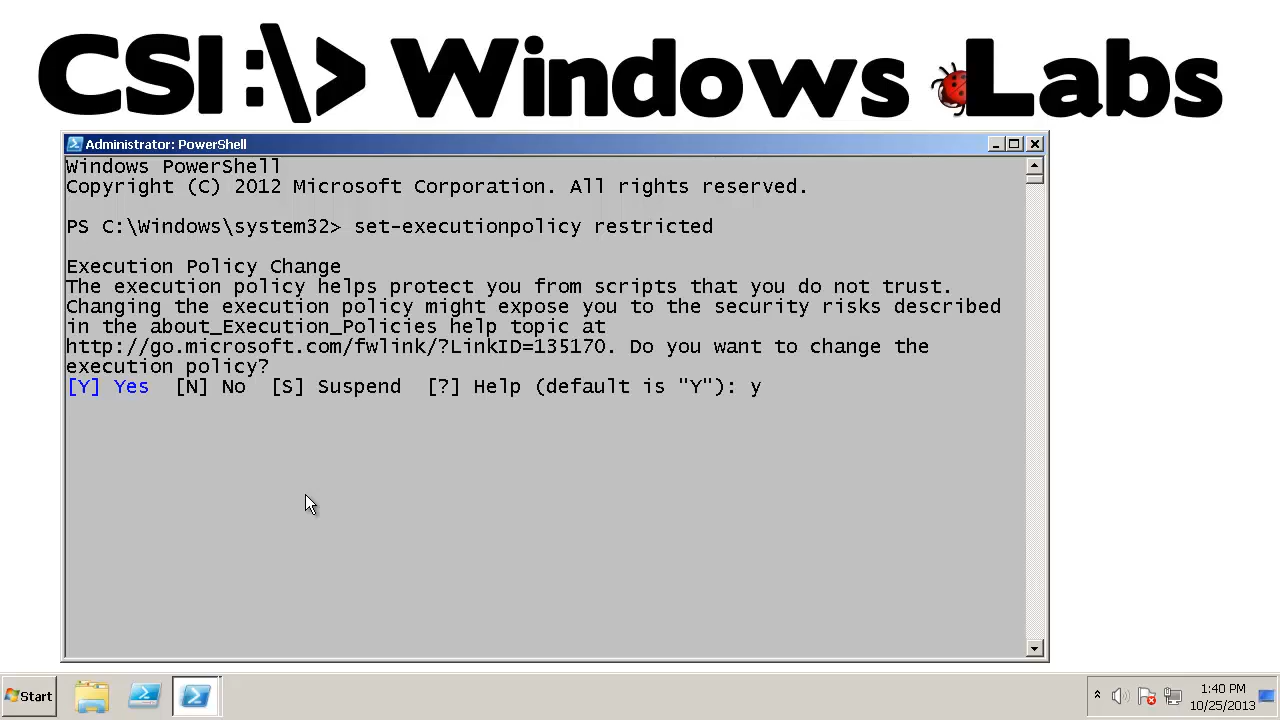 CSI:\> Windows Labs
Administrator: PowerShell
Windows PowerShell
Copyright (C) 2012 Microsoft Corporation. All rights reserved.
PS C:\Windows\system32> set-executionpolicy restricted
Execution Policy Change
The execution policy helps protect you from scripts that you do not trust.
Changing the execution policy might expose you to the security risks described
in the about_Execution_Policies help topic at
http://go.microsoft.com/fwlink/?LinkID=135170. Do you want to change the
execution policy?
[Y] Yes  [N] No  [S] Suspend  [?] Help (default is "Y"): y
Start
1:40 PM
10/25/2013